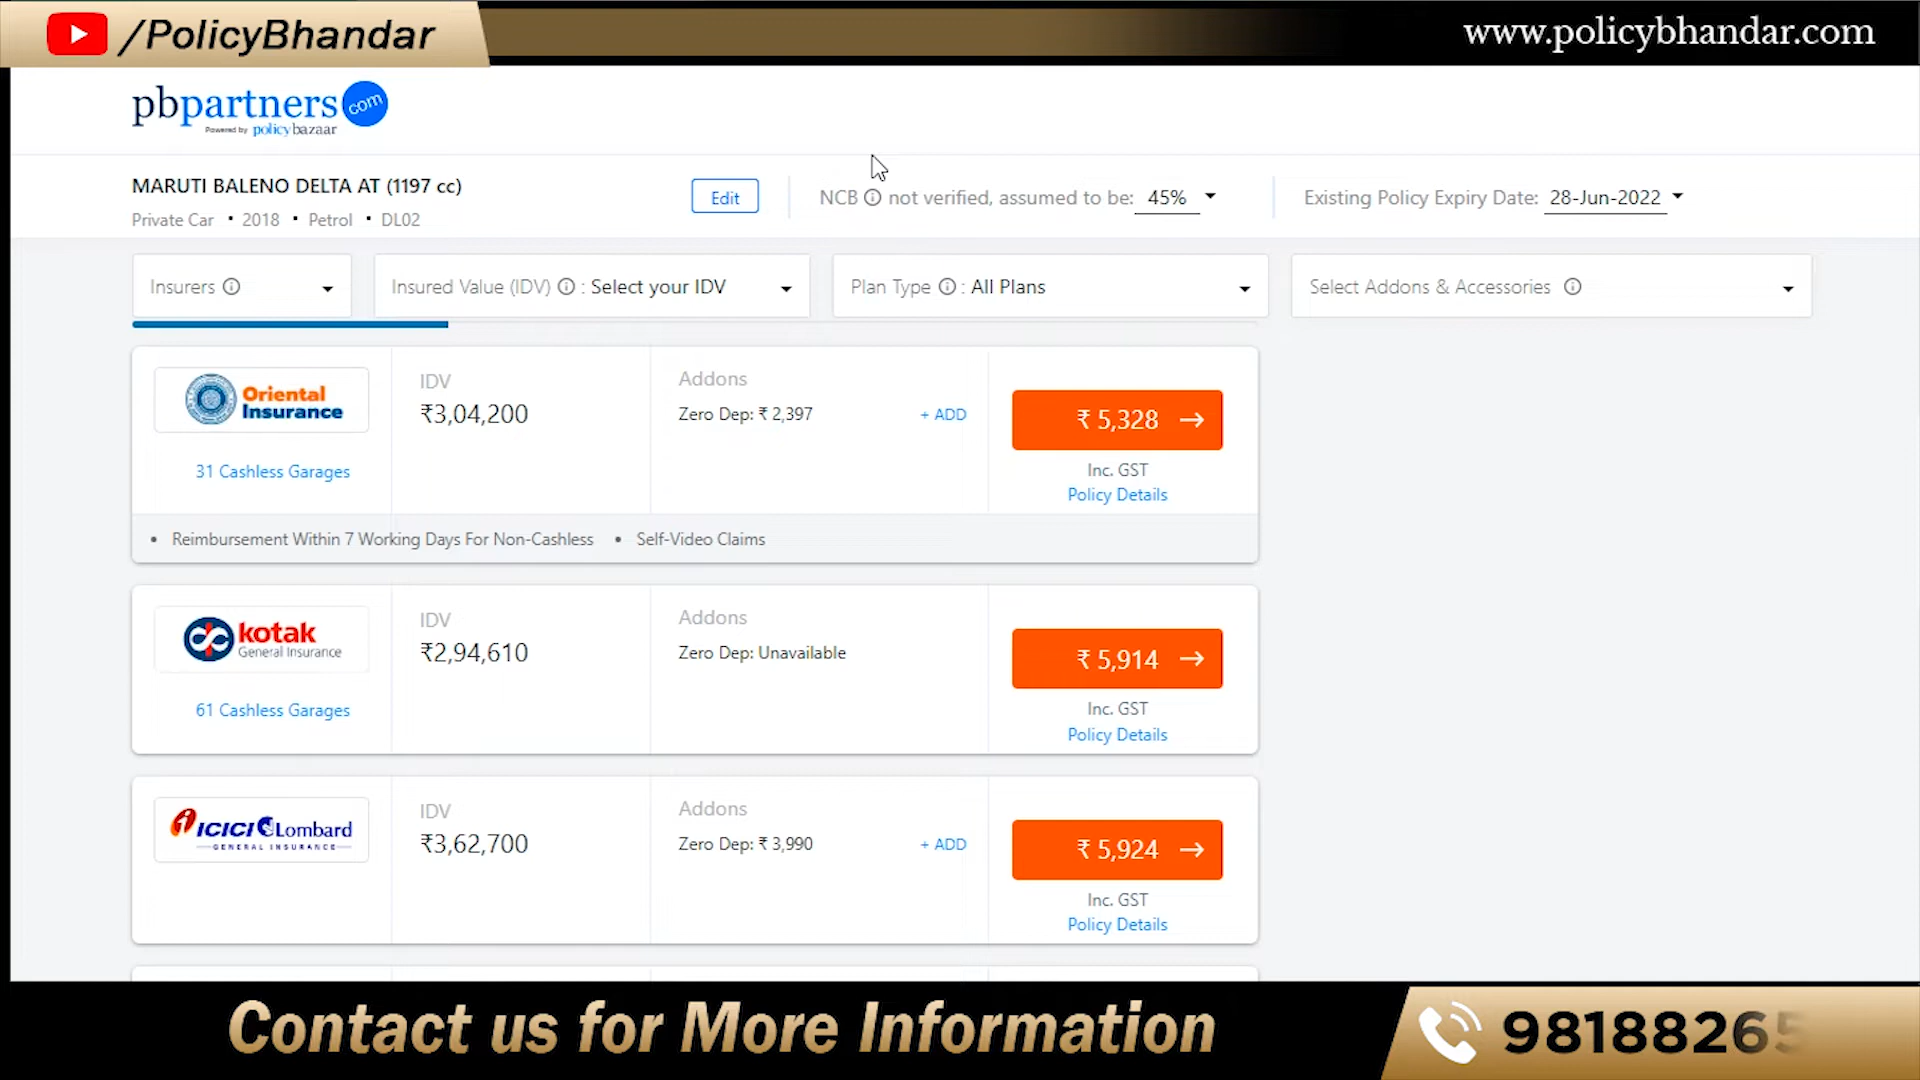 /PolicyBhandar
www.policybhandar.com
pbpartners.com
Powered by policybazaar
MARUTI BALENO DELTA AT (1197 cc)
Private Car • 2018 • Petrol • DL02
Edit
NCB not verified, assumed to be: 45%
Existing Policy Expiry Date: 28-Jun-2022
Insurers
Insured Value (IDV) : Select your IDV
Plan Type : All Plans
Select Addons & Accessories
Oriental
Insurance
31 Cashless Garages
IDV
₹3,04,200
Addons
Zero Dep: ₹ 2,397
+ ADD
₹ 5,328 →
Inc. GST
Policy Details
• Reimbursement Within 7 Working Days For Non-Cashless • Self-Video Claims
kotak
General Insurance
61 Cashless Garages
IDV
₹2,94,610
Addons
Zero Dep: Unavailable
₹ 5,914 →
Inc. GST
Policy Details
ICICI Lombard
GENERAL INSURANCE
IDV
₹3,62,700
Addons
Zero Dep: ₹ 3,990
+ ADD
₹ 5,924 →
Inc. GST
Policy Details
Contact us for More Information
98188265